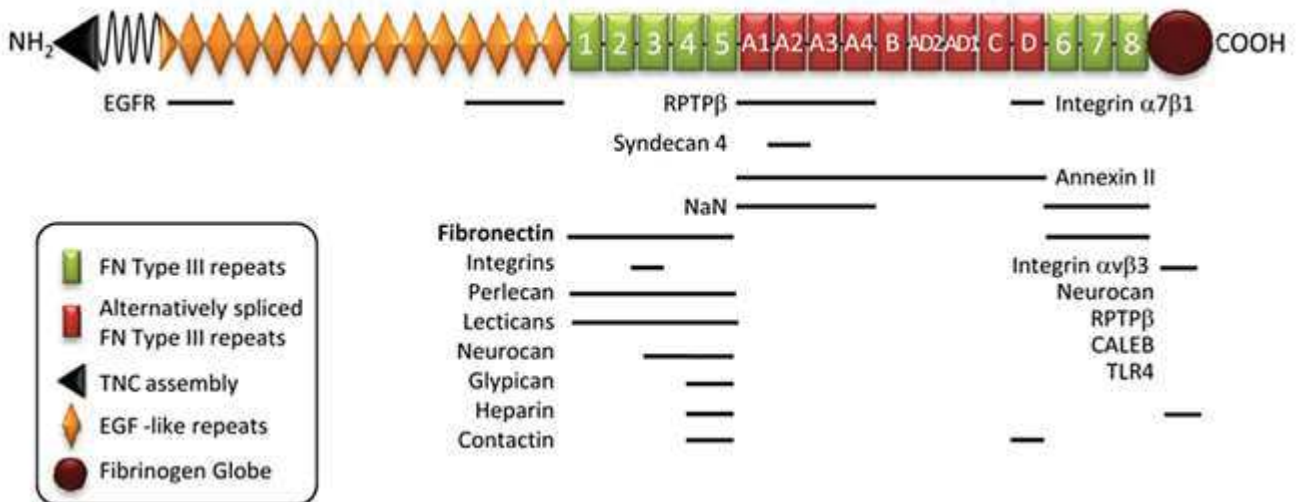 NH2 1 2 3 4 5 A1 A2 A3 A4 B AD2 AD1 C D 6 7 8 COOH
EGFR RPTPβ Integrin α7β1
Syndecan 4
Annexin II
NaN
Fibronectin
Integrins Integrin αvβ3
Perlecan Neurocan
Lecticans RPTPβ
Neurocan CALEB
Glypican TLR4
Heparin
Contactin
FN Type III repeats
Alternatively spliced
FN Type III repeats
TNC assembly
EGF -like repeats
Fibrinogen Globe